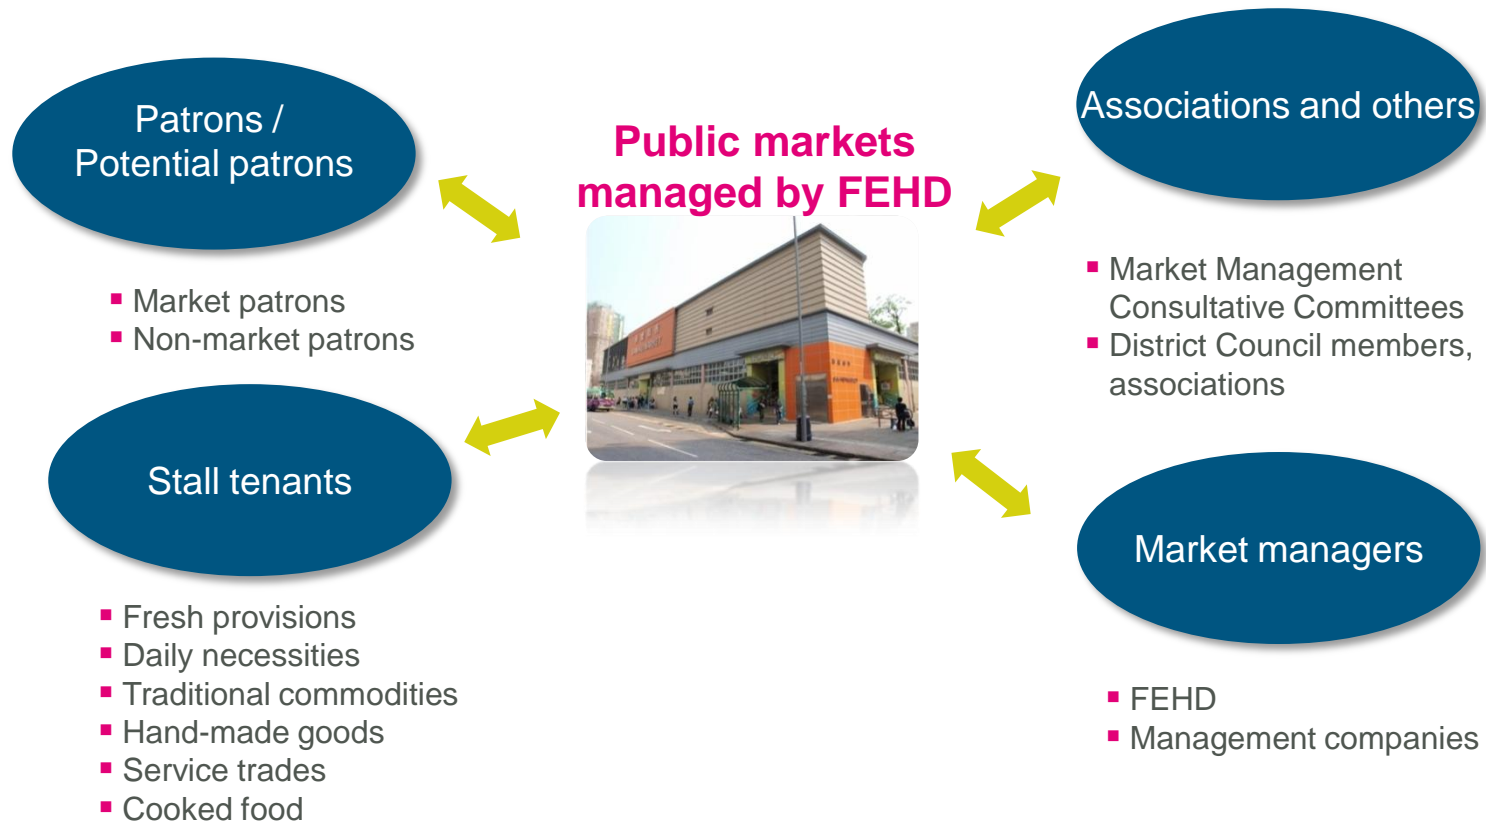 Patrons /
Potential patrons
▪ Market patrons
▪ Non-market patrons
Stall tenants
▪ Fresh provisions
▪ Daily necessities
▪ Traditional commodities
▪ Hand-made goods
▪ Service trades
▪ Cooked food
Public markets
managed by FEHD
Associations and others
▪ Market Management
Consultative Committees
▪ District Council members,
associations
Market managers
▪ FEHD
▪ Management companies